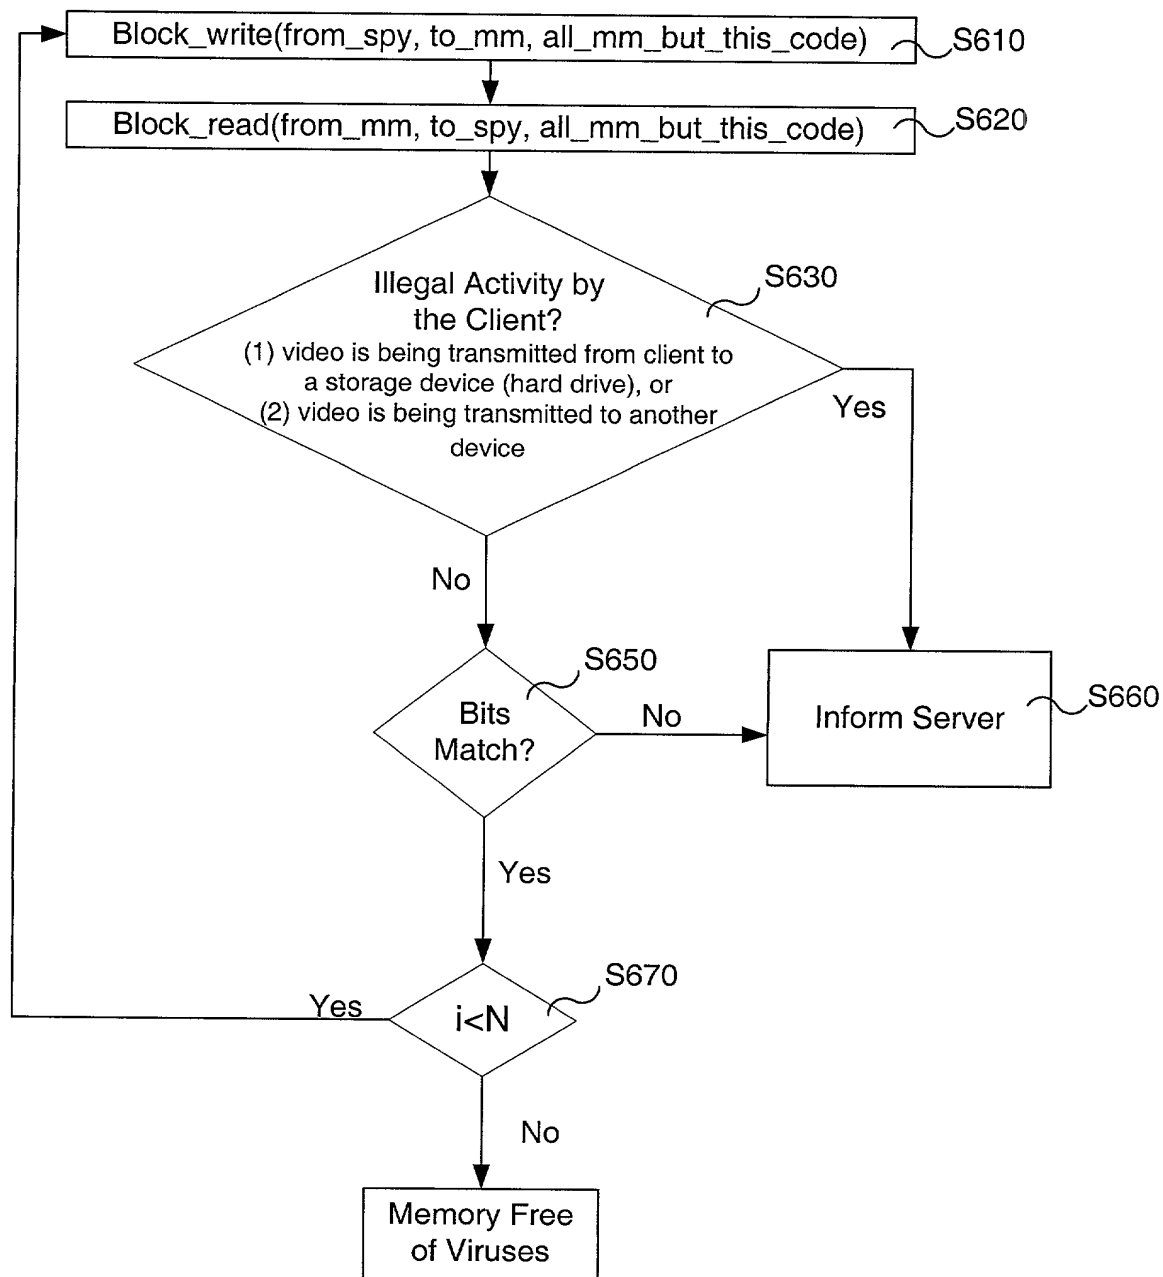 Block_write(from_spy, to_mm, all_mm_but_this_code)
S610
Block_read(from_mm, to_spy, all_mm_but_this_code)
S620
Illegal Activity by
the Client?
(1) video is being transmitted from client to
a storage device (hard drive), or
(2) video is being transmitted to another
device
S630
Yes
No
S650
Bits
Match?
No
Inform Server
S660
Yes
S670
Yes
i<N
No
Memory Free
of Viruses